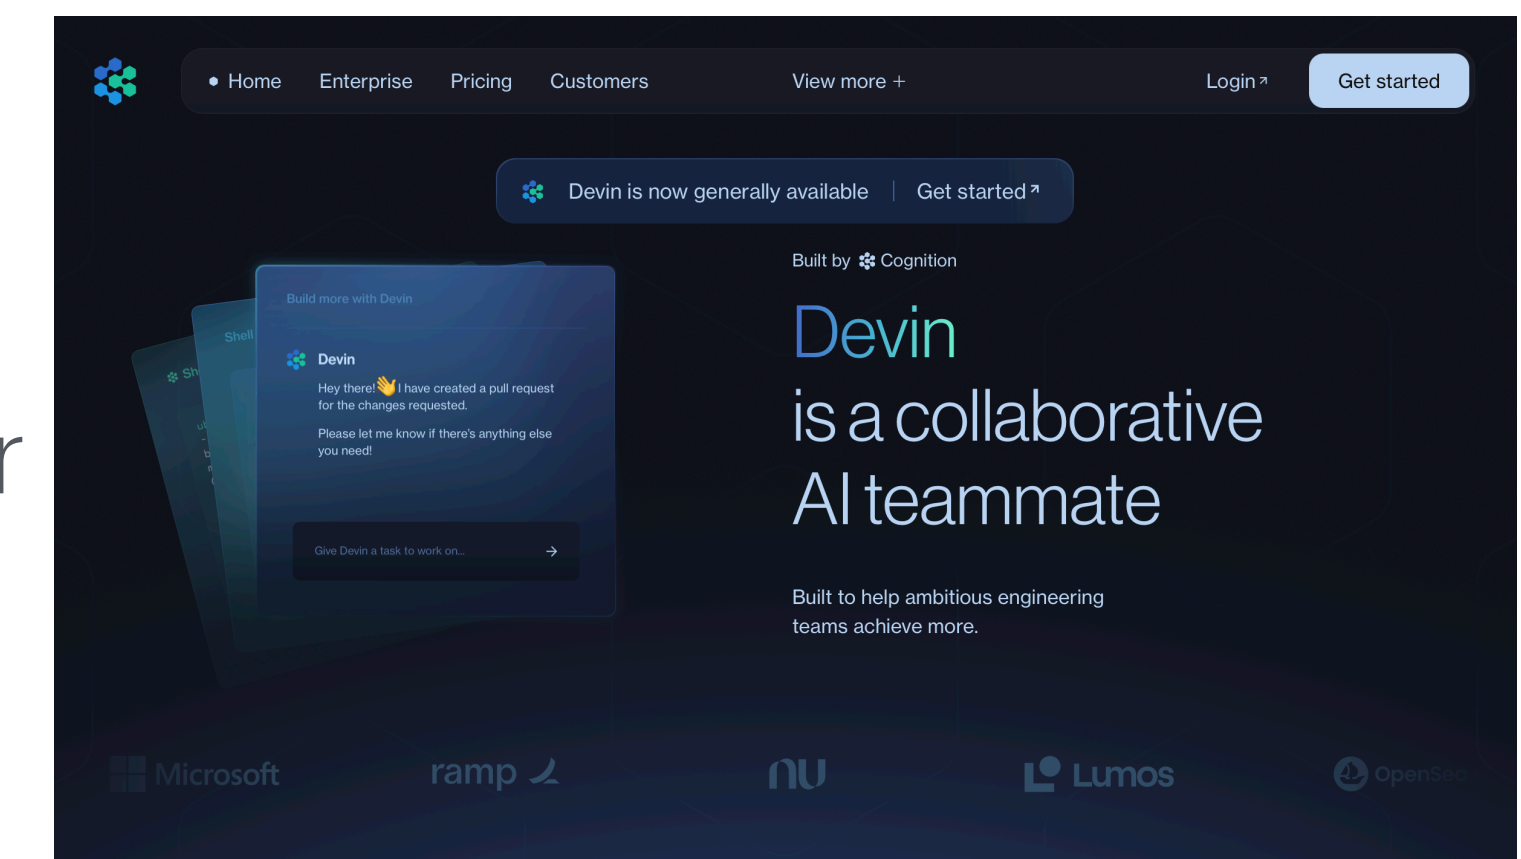 Home Enterprise Pricing Customers View more + Login Get started
Devin is now generally available Get started
Built by Cognition
Devin
is a collaborative
AI teammate
Built to help ambitious engineering
teams achieve more.
Build more with Devin
Devin
Hey there!👋 I have created a pull request
for the changes requested.
Please let me know if there's anything else
you need!
Give Devin a task to work on...
Shell
Sh
r
Microsoft ramp nu Lumos OpenSea